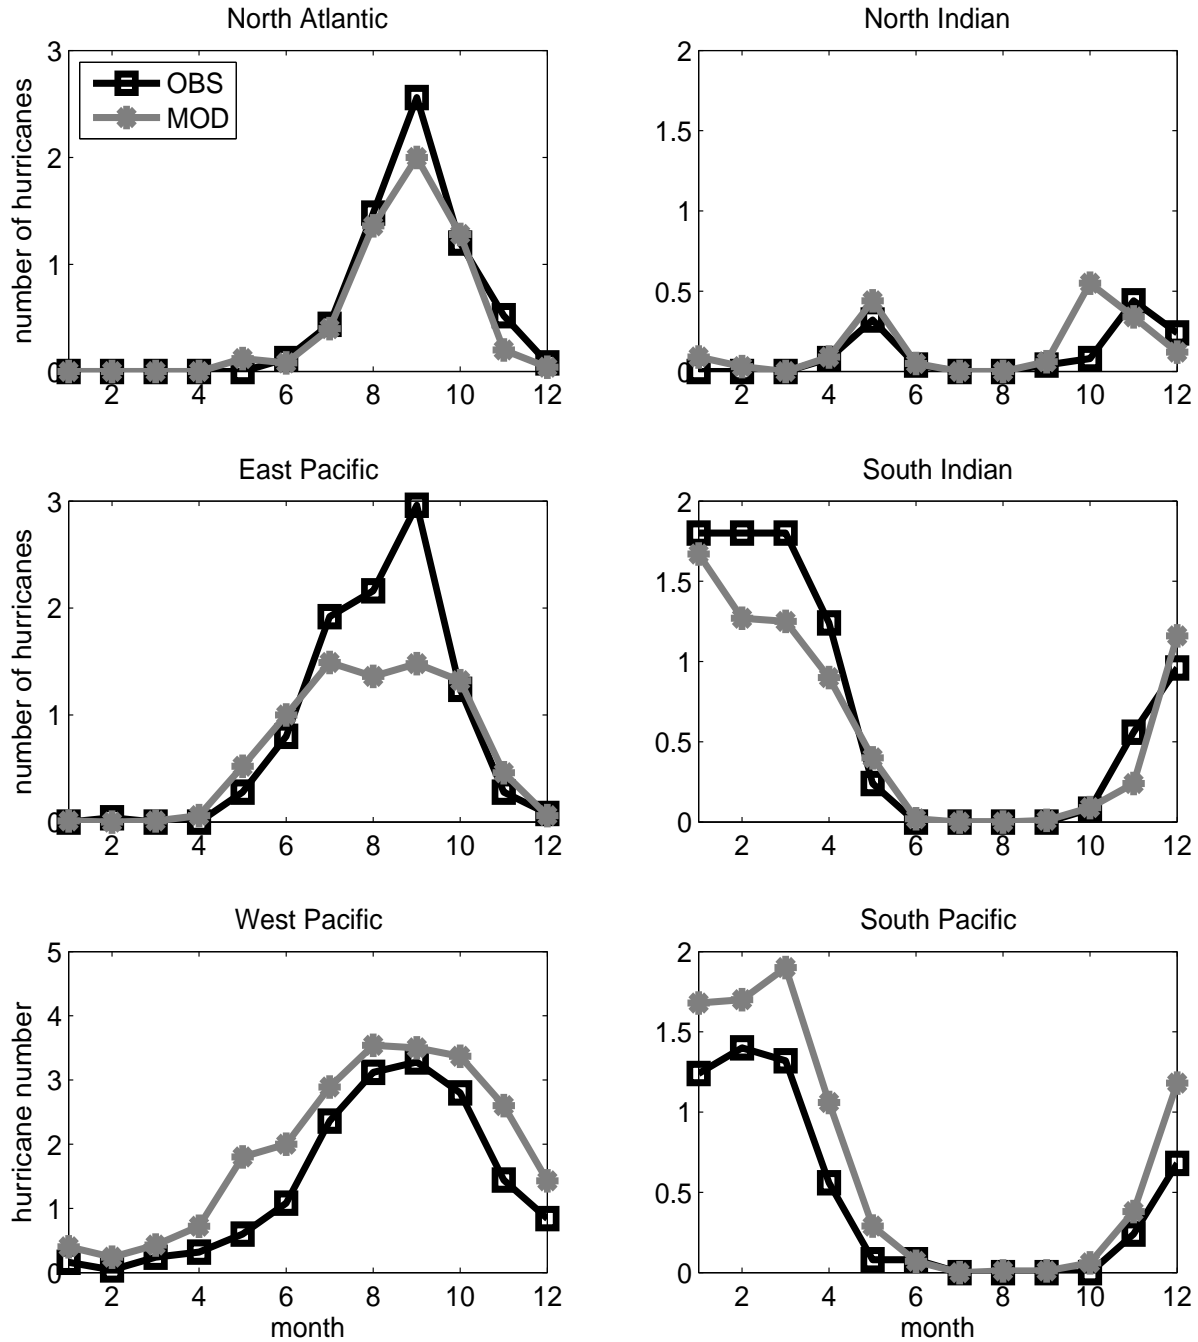 North Atlantic
number of hurricanes
3
2
1
0
OBS
MOD
2 4 6 8 10 12
North Indian
2
1.5
1
0.5
0
2 4 6 8 10 12
East Pacific
number of hurricanes
3
2
1
0
2 4 6 8 10 12
South Indian
2
1.5
1
0.5
0
2 4 6 8 10 12
West Pacific
hurricane number
5
4
3
2
1
0
2 4 6 8 10 12
month
South Pacific
2
1.5
1
0.5
0
2 4 6 8 10 12
month